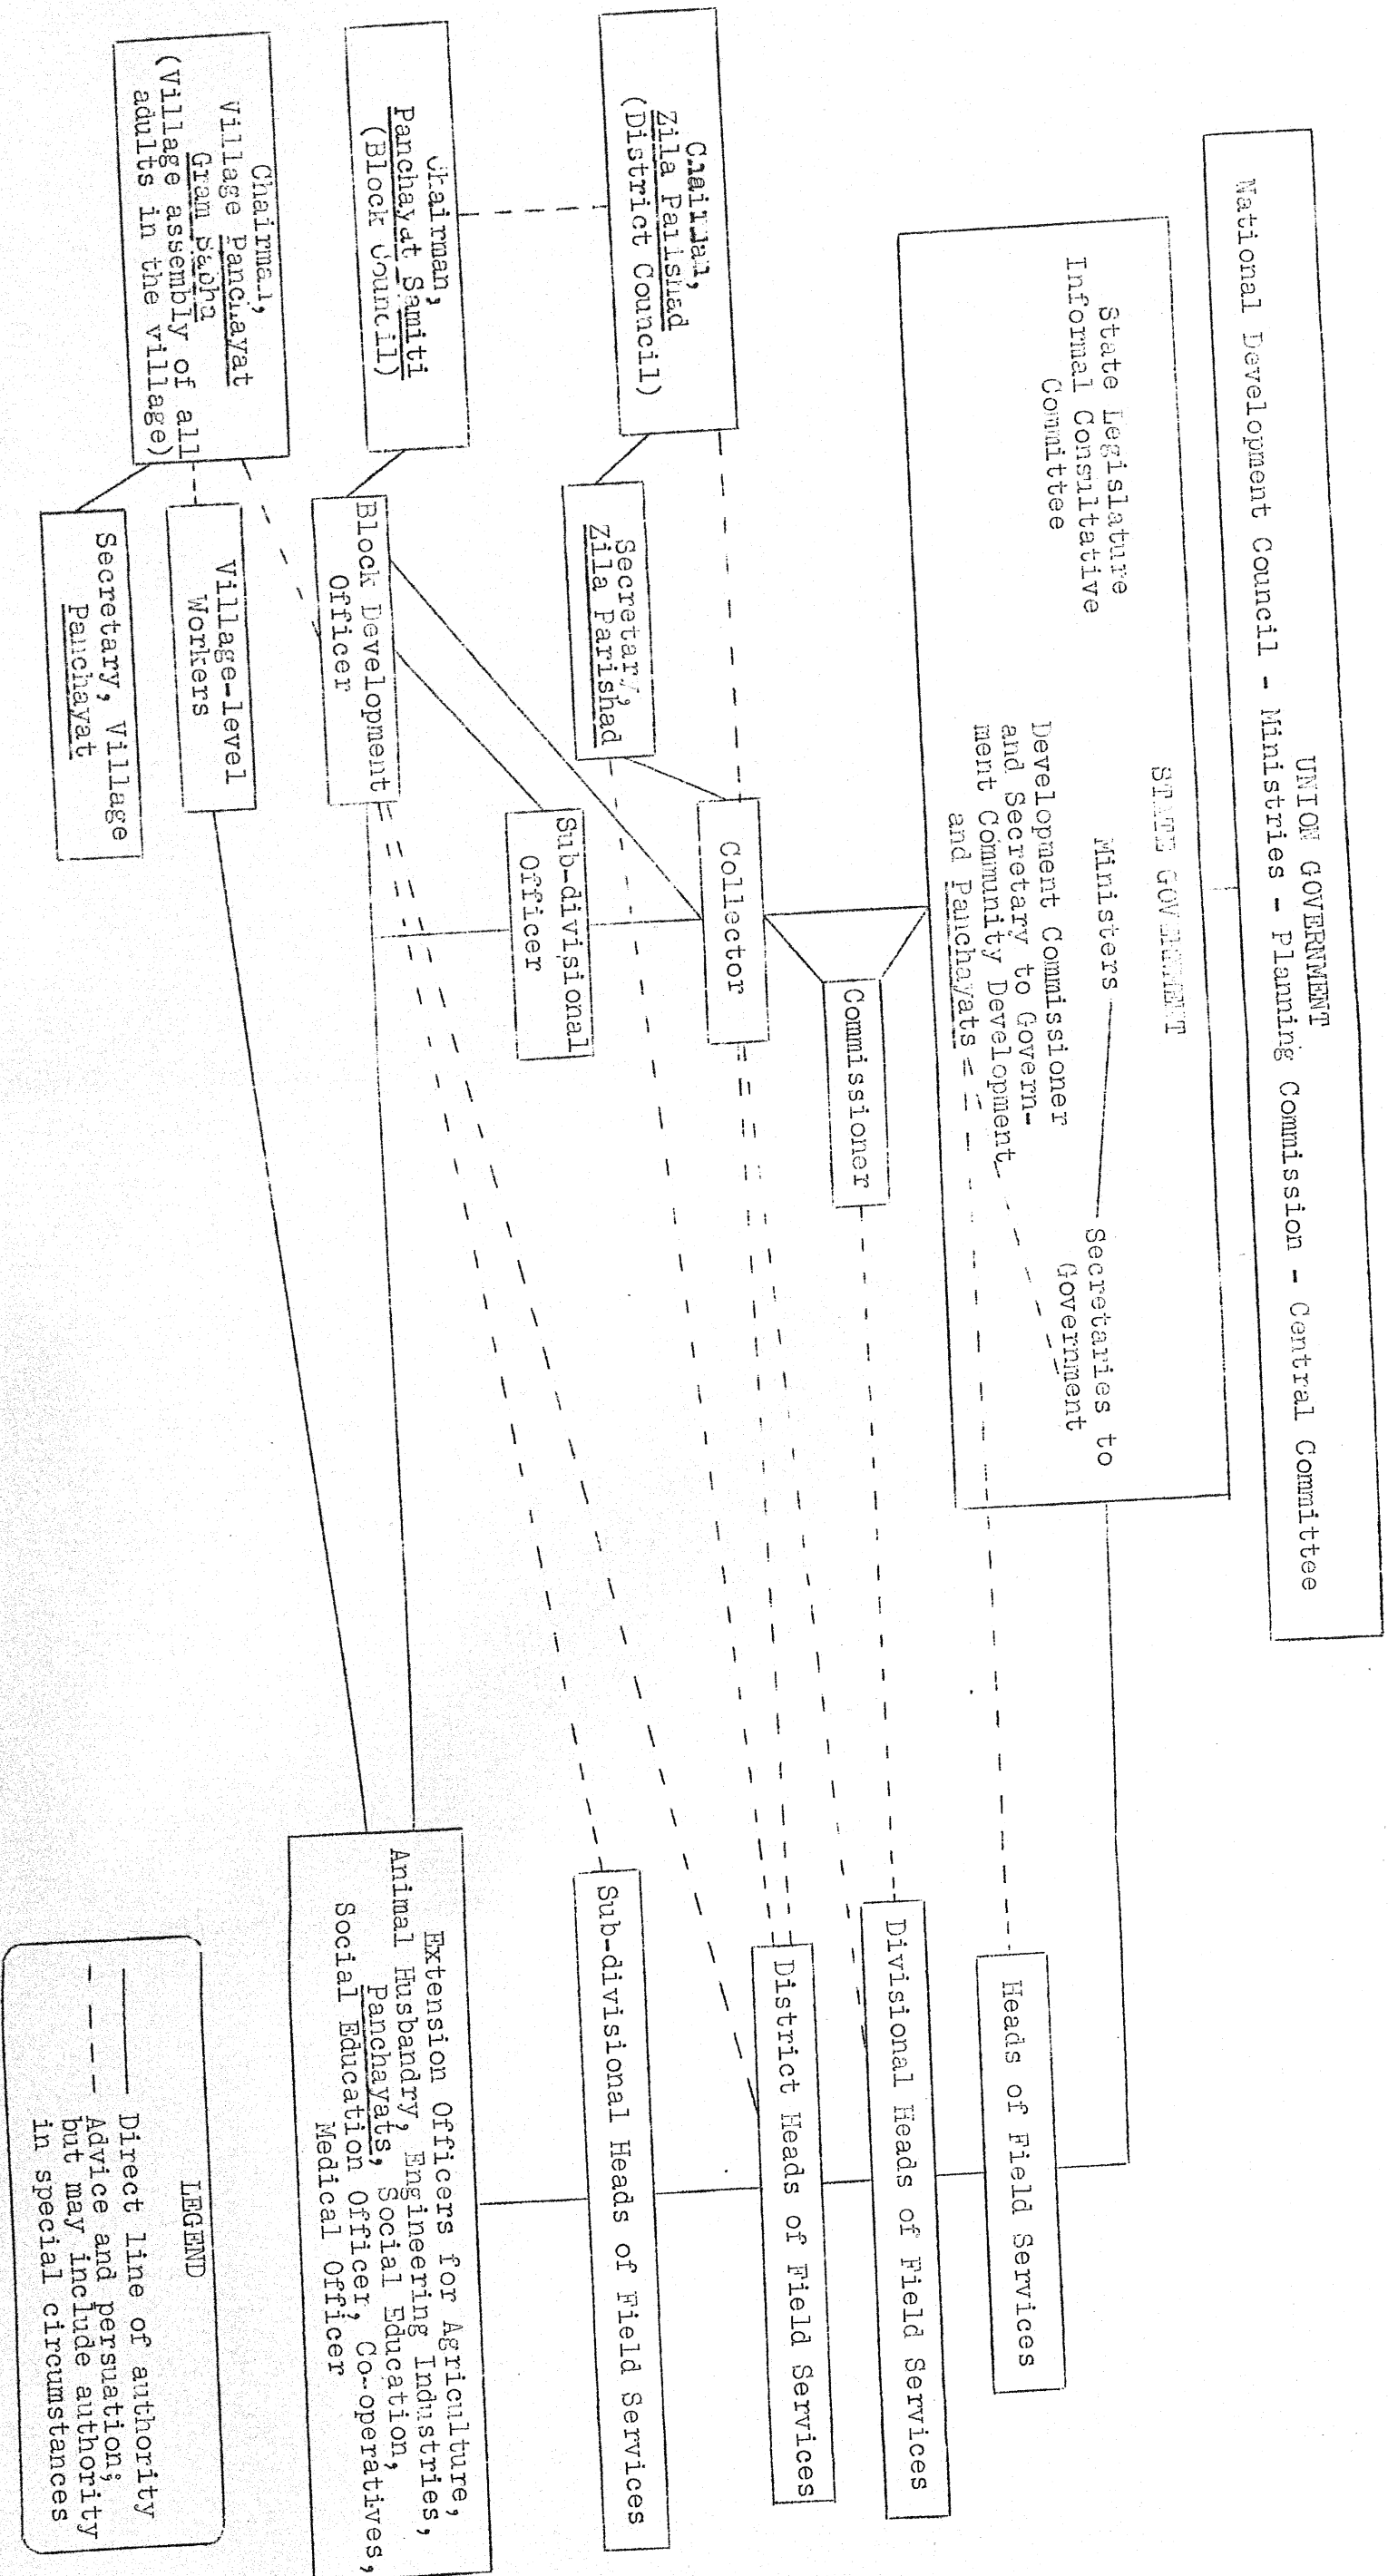 UNION GOVERNMENT
National Development Council - Ministries - Planning Commission - Central Committee
STATE GOVERNMENT
State Legislature
Informal Consultative
Committee
Ministers
Secretaries to
Government
Development Commissioner
and Secretary to Govern-
ment Community Development
and Panchayats
Commissioner
Heads of Field Services
Divisional Heads of Field Services
Chairman,
Zila Parishad
(District Council)
Secretary,
Zila Parishad
Collector
District Heads of Field Services
Sub-divisional
Officer
Sub-divisional Heads of Field Services
Chairman,
Panchayat Samiti
(Block Council)
Block Development
Officer
Extension Officers for Agriculture,
Animal Husbandry, Engineering Industries,
Panchayats, Social Education,
Social Education Officer, Co-operatives,
Medical Officer
Chairman,
Village Panchayat
Gram Sabha
(Village assembly of all
adults in the village)
Village-level
Workers
Secretary, Village
Panchayat
LEGEND
Direct line of authority
Advice and persuation;
but may include authority
in special circumstances